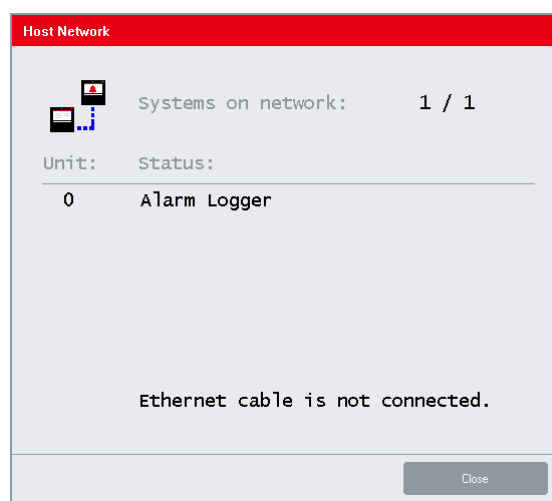 Host Network
Systems on network: 1 / 1
Unit: Status:
0 Alarm Logger
Ethernet cable is not connected.
Close